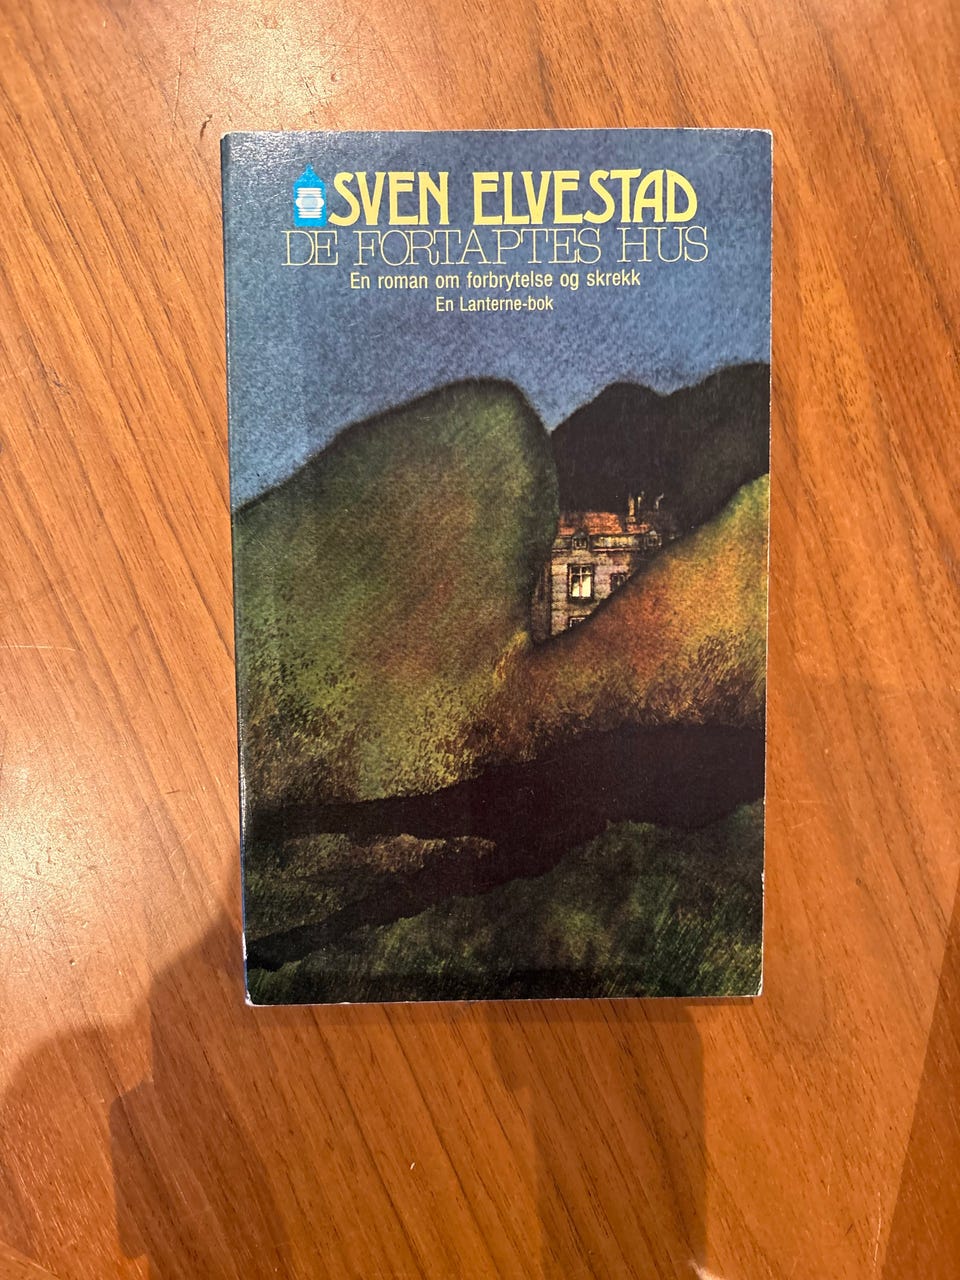 SVEN ELVESTAD
DE FORTAPTES HUS
En roman om forbrytelse og skrekk
En Lanterne-bok